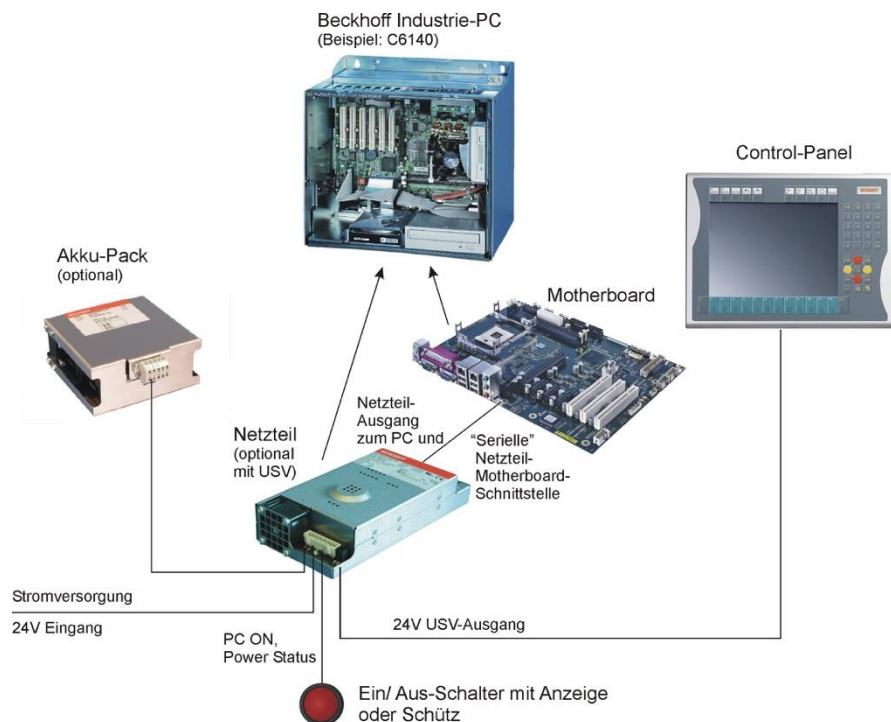 Beckhoff Industrie-PC
(Beispiel: C6140)
Control-Panel
Akku-Pack
(optional)
Motherboard
Netzteil
(optional
mit USV)
Netzteil-
Ausgang
zum PC und
“Serielle”
Netzteil-
Motherboard-
Schnittstelle
Stromversorgung
24V Eingang
24V USV-Ausgang
PC ON,
Power Status
Ein/ Aus-Schalter mit Anzeige
oder Schütz